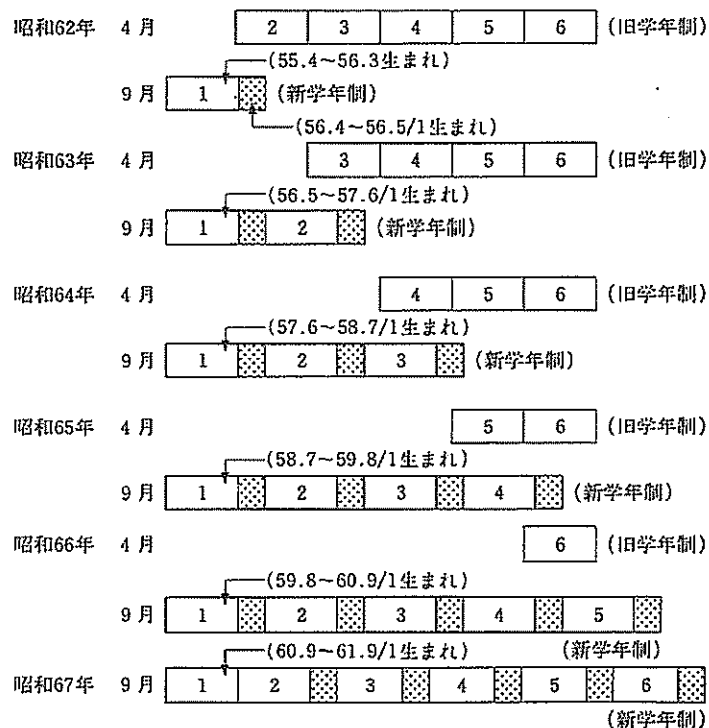 昭和62年 4月 2 3 4 5 6 (旧学年制)
(55.4~56.3生まれ)
9月 1 (新学年制)
(56.4~56.5/1生まれ)
昭和63年 4月 3 4 5 6 (旧学年制)
(56.5~57.6/1生まれ)
9月 1 2 (新学年制)
昭和64年 4月 4 5 6 (旧学年制)
(57.6~58.7/1生まれ)
9月 1 2 3 (新学年制)
昭和65年 4月 5 6 (旧学年制)
(58.7~59.8/1生まれ)
9月 1 2 3 4 (新学年制)
昭和66年 4月 6 (旧学年制)
(59.8~60.9/1生まれ)
9月 1 2 3 4 5
(60.9~61.9/1生まれ) (新学年制)
昭和67年 9月 1 2 3 4 5 6
(新学年制)